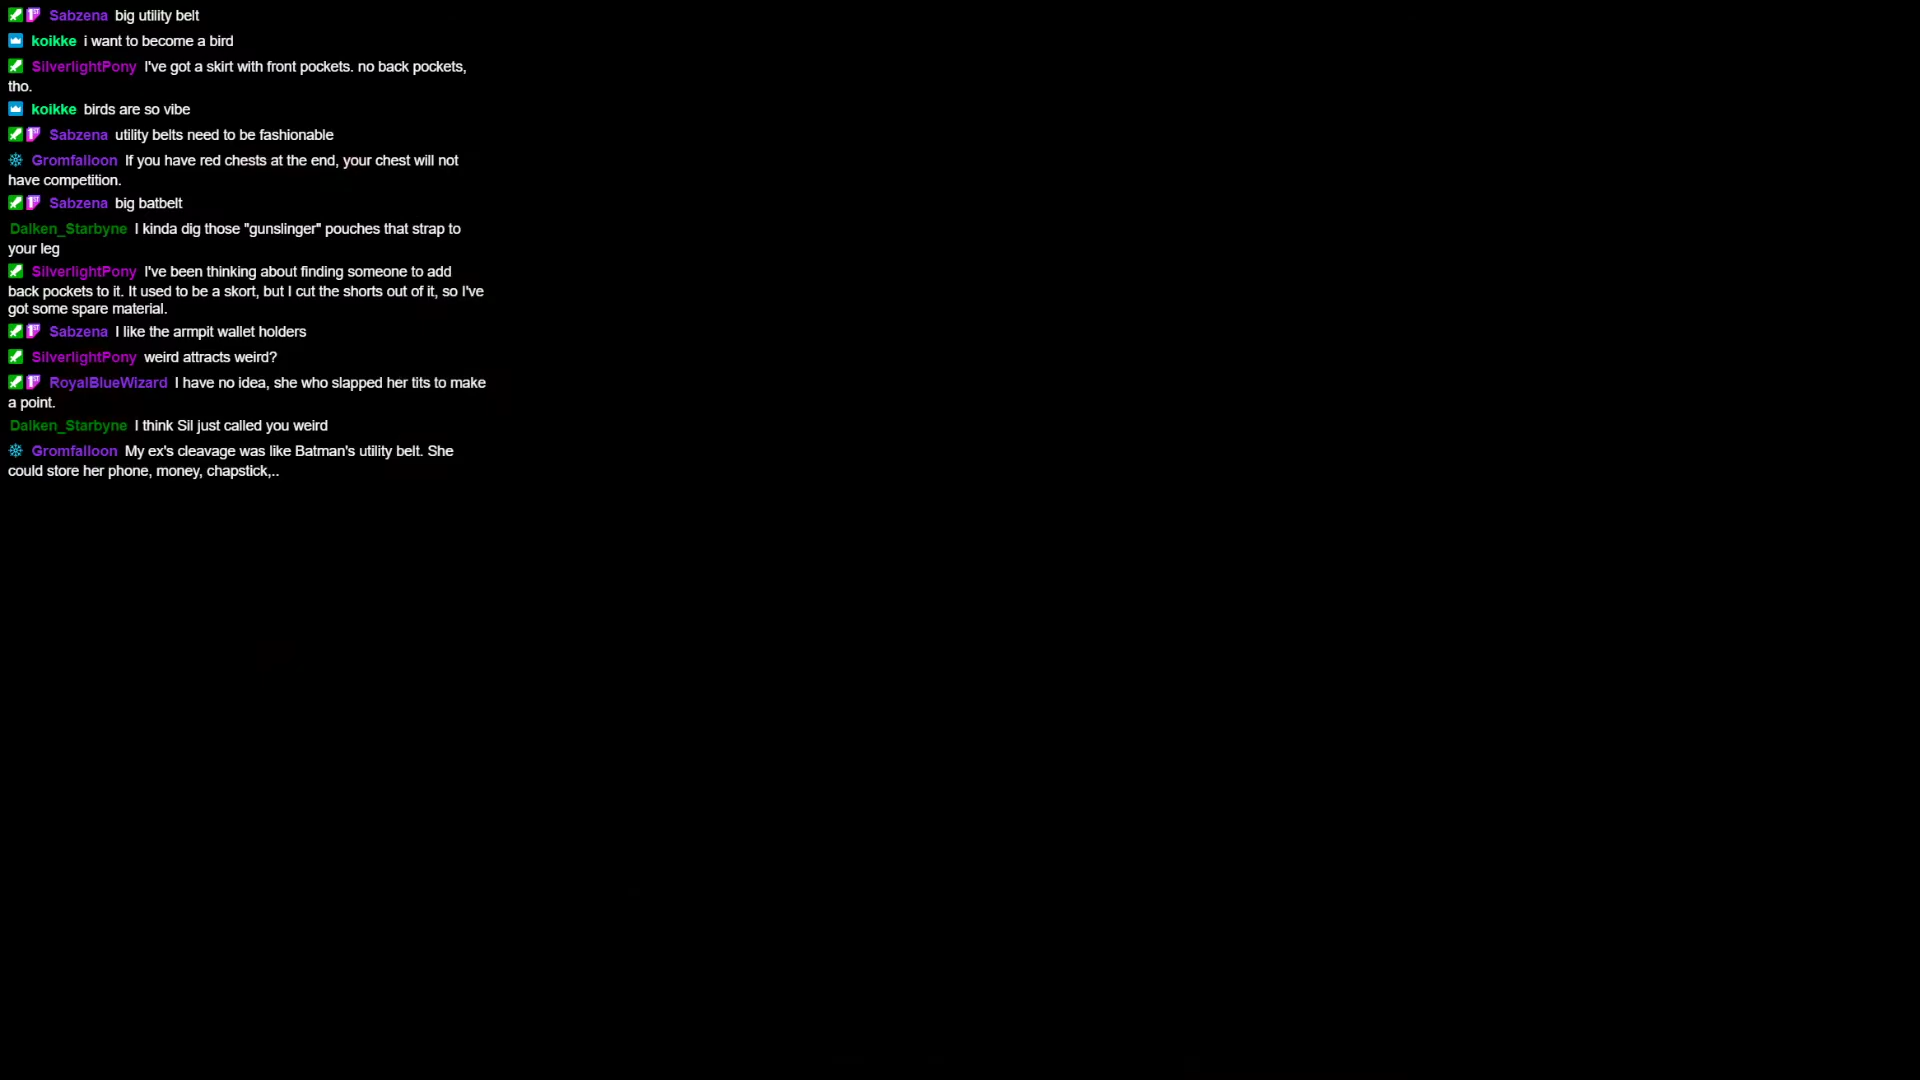 Sabzena big utility belt
koikke i want to become a bird
SilverlightPony I've got a skirt with front pockets. no back pockets,
tho.
koikke birds are so vibe
Sabzena utility belts need to be fashionable
Gromfalloon If you have red chests at the end, your chest will not
have competition.
Sabzena big batbelt
Dalken_Starbyne I kinda dig those "gunslinger" pouches that strap to
your leg
SilverlightPony I've been thinking about finding someone to add
back pockets to it. It used to be a skort, but I cut the shorts out of it, so I've
got some spare material.
Sabzena I like the armpit wallet holders
SilverlightPony weird attracts weird?
RoyalBlueWizard I have no idea, she who slapped her tits to make
a point.
Dalken_Starbyne I think Sil just called you weird
Gromfalloon My ex's cleavage was like Batman's utility belt. She
could store her phone, money, chapstick,..